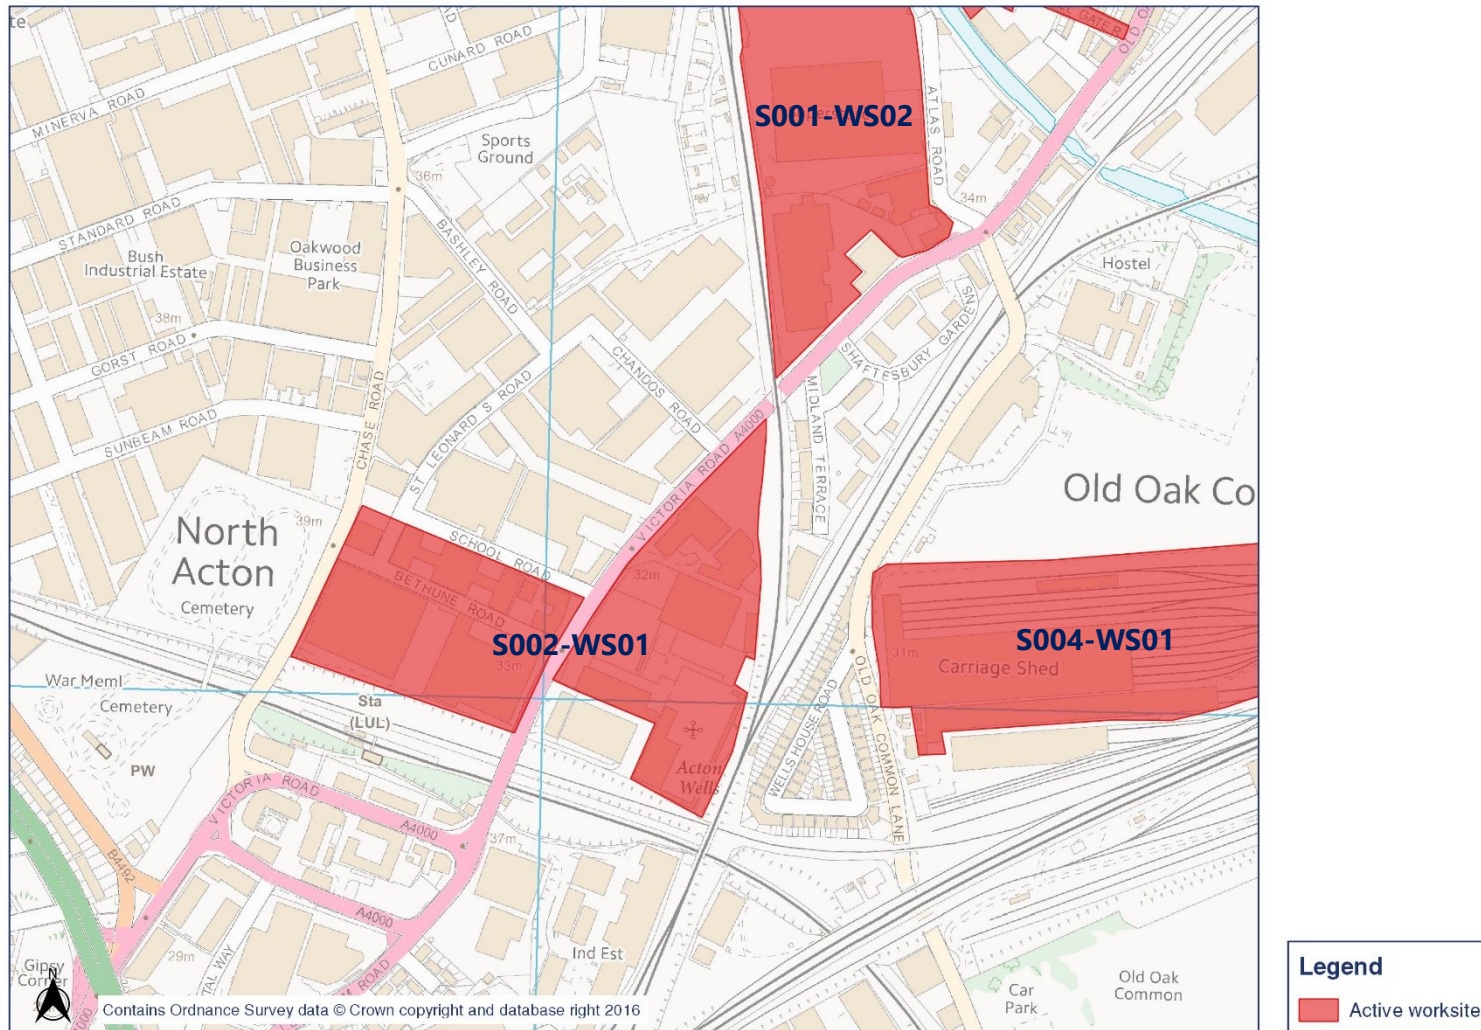 te
CUNARD ROAD
MINERVA ROAD
Sports
Ground
S001-WS02
ATLAS ROAD
36m
34m
STANDARD ROAD
BASHLEY ROAD
Bush
Industrial Estate
Oakwood
Business
Park
Hostel
38m
GORST ROAD
SHAFTESBURY GARDENS
CHANDOS ROAD
SUNBEAM ROAD
CHASE ROAD
ST LEONARD S ROAD
MIDLAND TERRACE
VICTORIA ROAD A4000
Old Oak Co
North
Acton
39m
SCHOOL ROAD
BETHUNE ROAD
32m
Cemetery
S002-WS01
33m
S004-WS01
31m
Carriage Shed
War Meml
Cemetery
Sta
(LUL)
WELLS HOUSE ROAD
OLD OAK COMMON LANE
PW
Acton
Wells
VICTORIA ROAD
A4000
37m
B4492
A4000
Ind Est
29m
Gipsy
Corner
N
Car
Park
Old Oak
Common
Contains Ordnance Survey data © Crown copyright and database right 2016
Legend
Active worksite